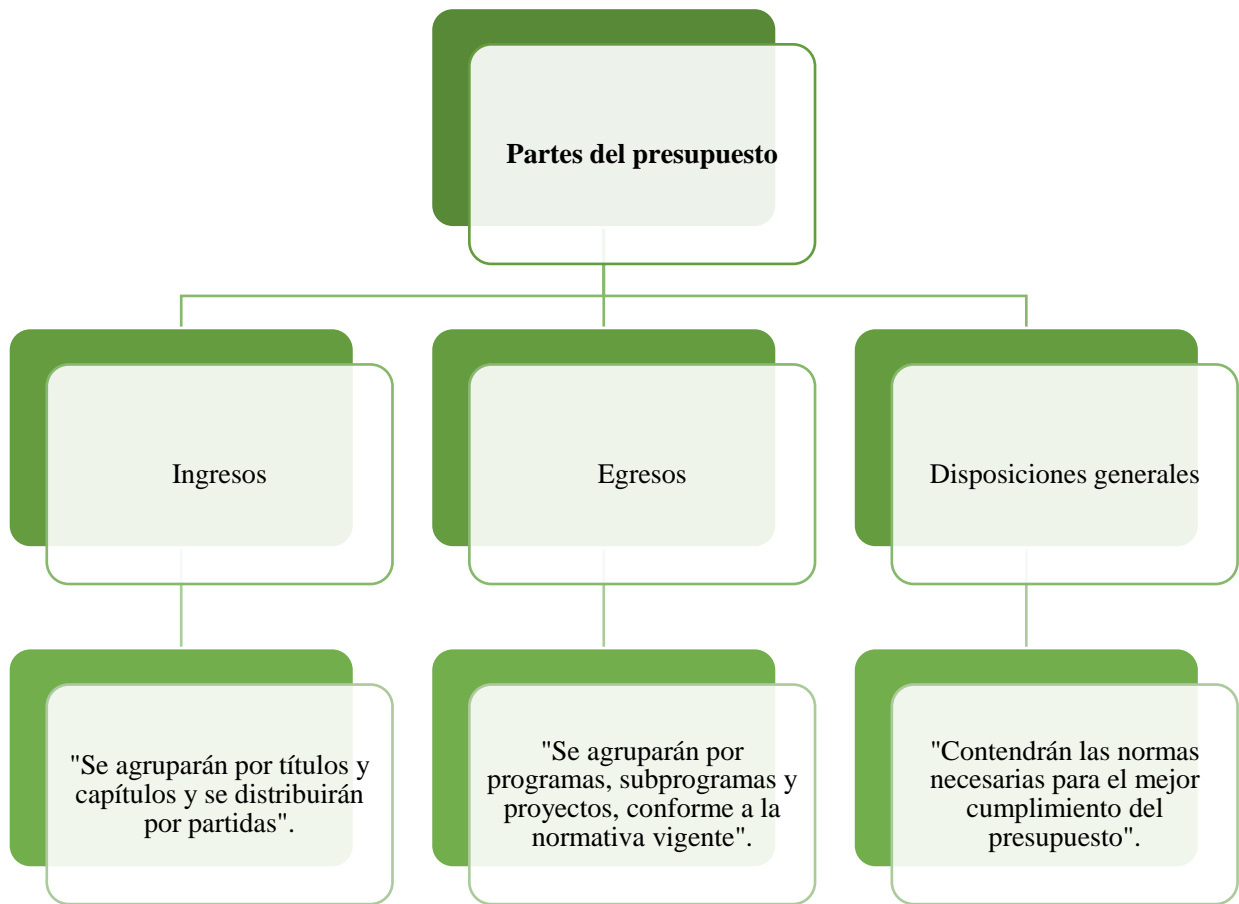 Partes del presupuesto
Ingresos
Egresos
Disposiciones generales
"Se agruparán por títulos y
capítulos y se distribuirán
por partidas".
"Se agruparán por
programas, subprogramas y
proyectos, conforme a la
normativa vigente".
"Contendrán las normas
necesarias para el mejor
cumplimiento del
presupuesto".